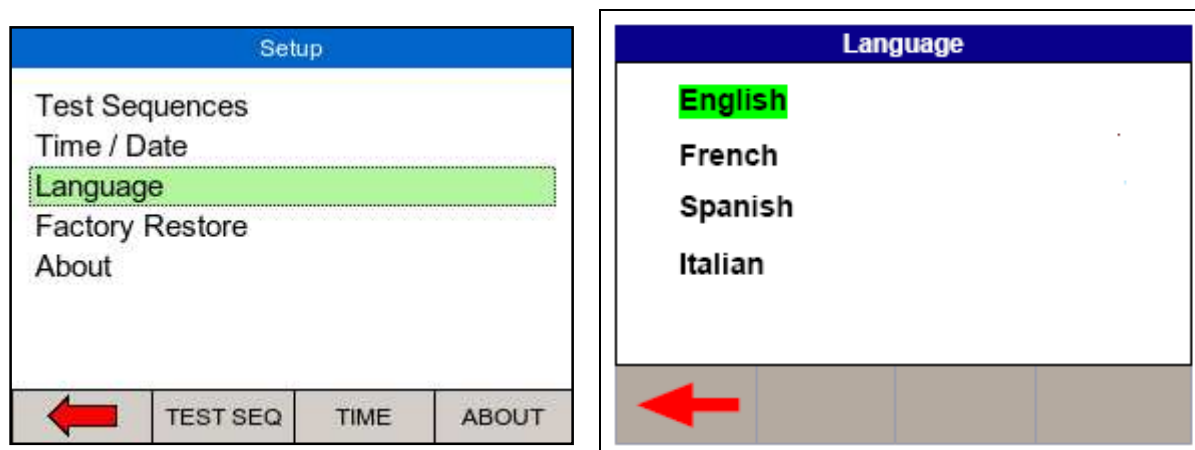 Setup
Test Sequences
Time / Date
Language
Factory Restore
About
TEST SEQ TIME ABOUT
Language
English
French
Spanish
Italian